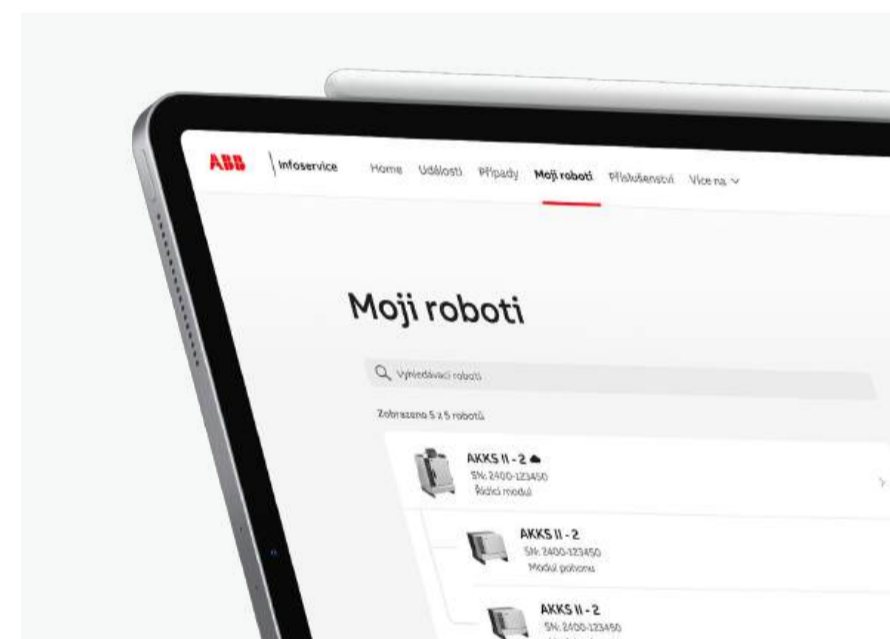 ABB Infoservice Home Události Případy Moji roboti Příslušenství Více na
Moji roboti
Vyhledávací roboti
Zobrazeno 5 z 5 robotů
AKKS II - 2
SN: 2400-123450
Řídicí modul
AKKS II - 2
SN: 2400-123450
Modul pohonu
AKKS II - 2
SN: 2400-123450